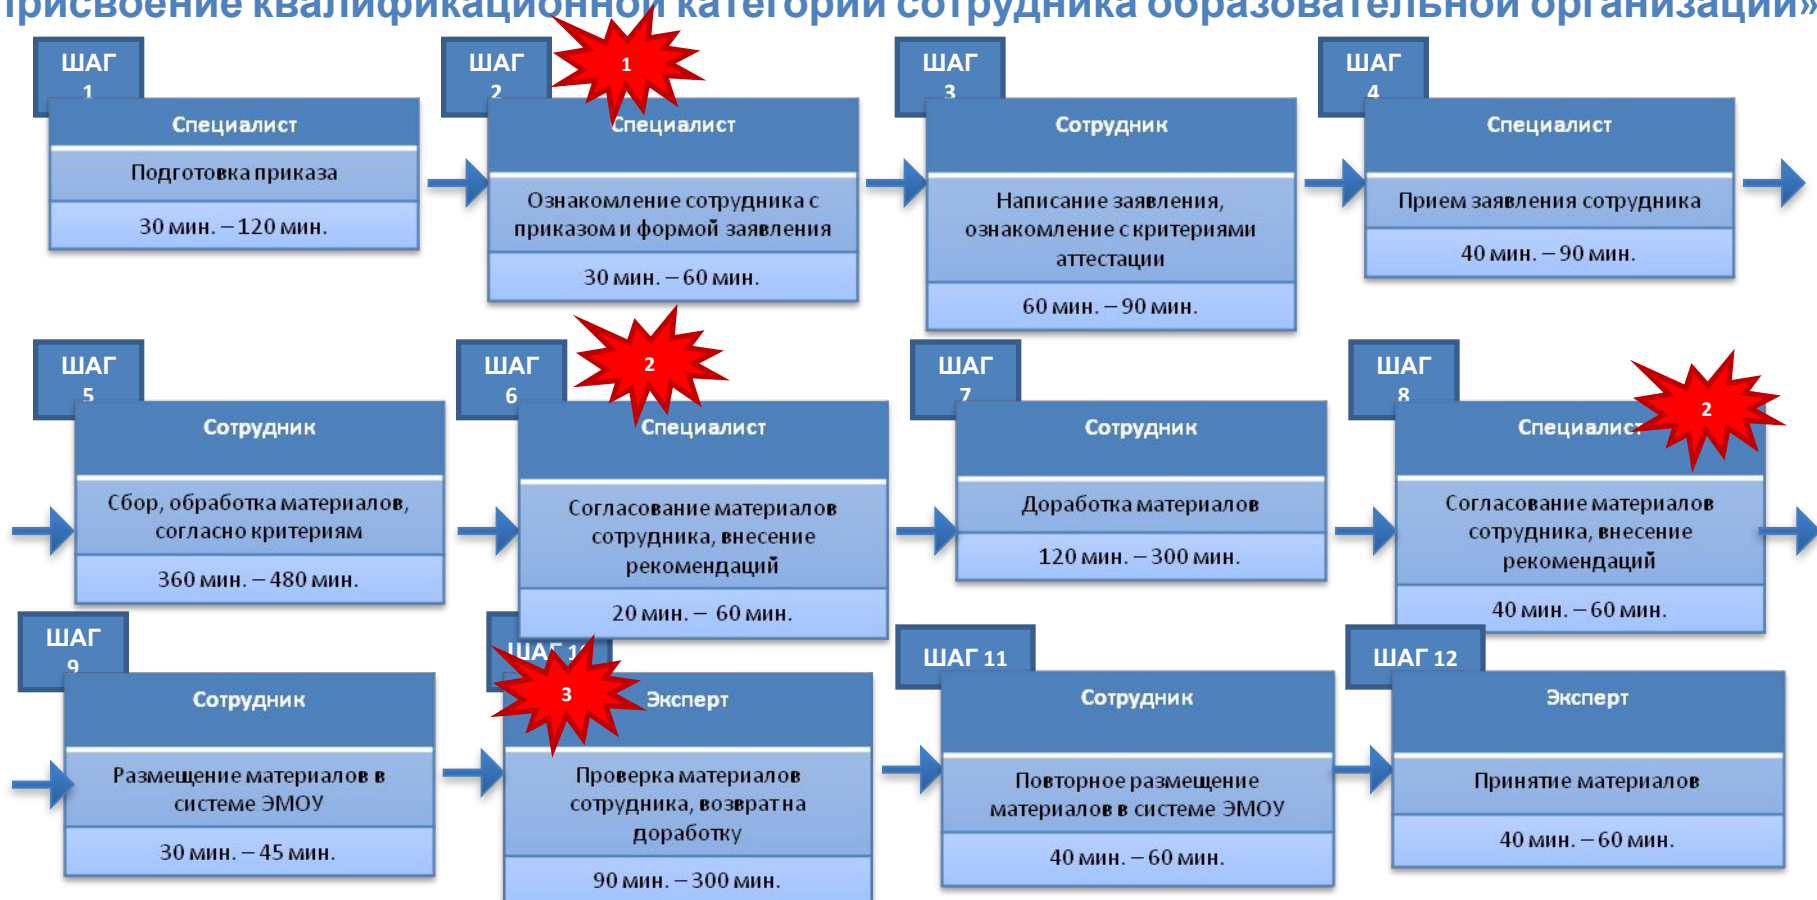 присвоение квалификационной категории сотрудника образовательной организации»
ШАГ
1
Специалист
Подготовка приказа
30 мин. – 120 мин.
ШАГ
2
1
Специалист
Ознакомление сотрудника с
приказом и формой заявления
30 мин. – 60 мин.
ШАГ
3
Сотрудник
Написание заявления,
ознакомление с критериями
аттестации
60 мин. – 90 мин.
ШАГ
4
Специалист
Прием заявления сотрудника
40 мин. – 90 мин.
ШАГ
5
Сотрудник
Сбор, обработка материалов,
согласно критериям
360 мин. – 480 мин.
ШАГ
6
2
Специалист
Согласование материалов
сотрудника, внесение
рекомендаций
20 мин. – 60 мин.
ШАГ
7
Сотрудник
Доработка материалов
120 мин. – 300 мин.
ШАГ
8
2
Специалист
Согласование материалов
сотрудника, внесение
рекомендаций
40 мин. – 60 мин.
ШАГ
9
Сотрудник
Размещение материалов в
системе ЭМОУ
30 мин. – 45 мин.
ШАГ 10
3
Эксперт
Проверка материалов
сотрудника, возврат на
доработку
90 мин. – 300 мин.
ШАГ 11
Сотрудник
Повторное размещение
материалов в системе ЭМОУ
40 мин. – 60 мин.
ШАГ 12
Эксперт
Принятие материалов
40 мин. – 60 мин.